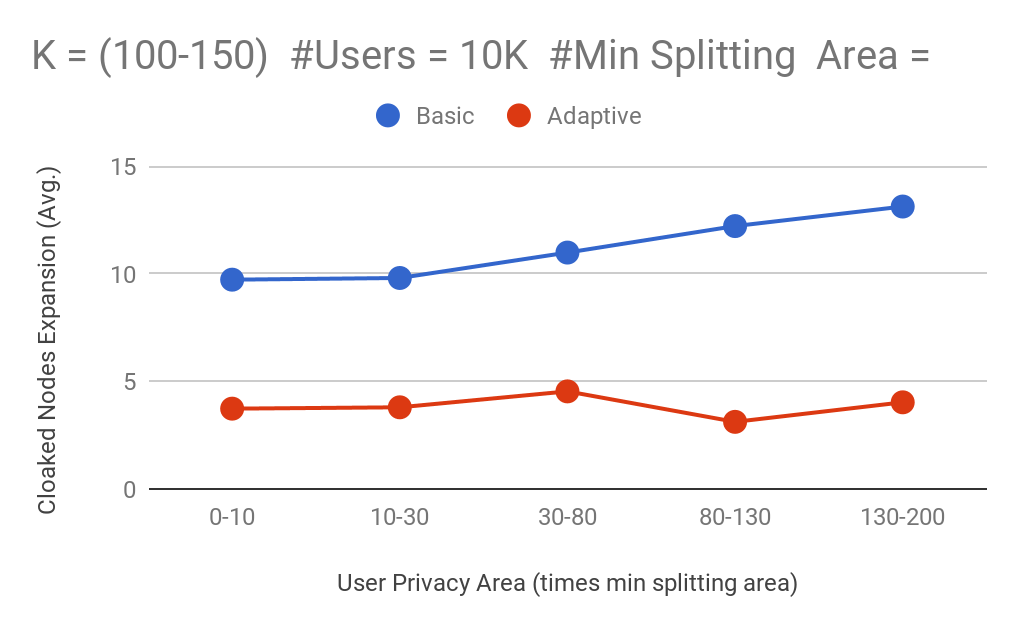 K = (100-150)  #Users = 10K  #Min Splitting  Area =
Basic
Adaptive
Cloaked Nodes Expansion (Avg.)
15
10
5
0
0-10
10-30
30-80
80-130
130-200
User Privacy Area (times min splitting area)